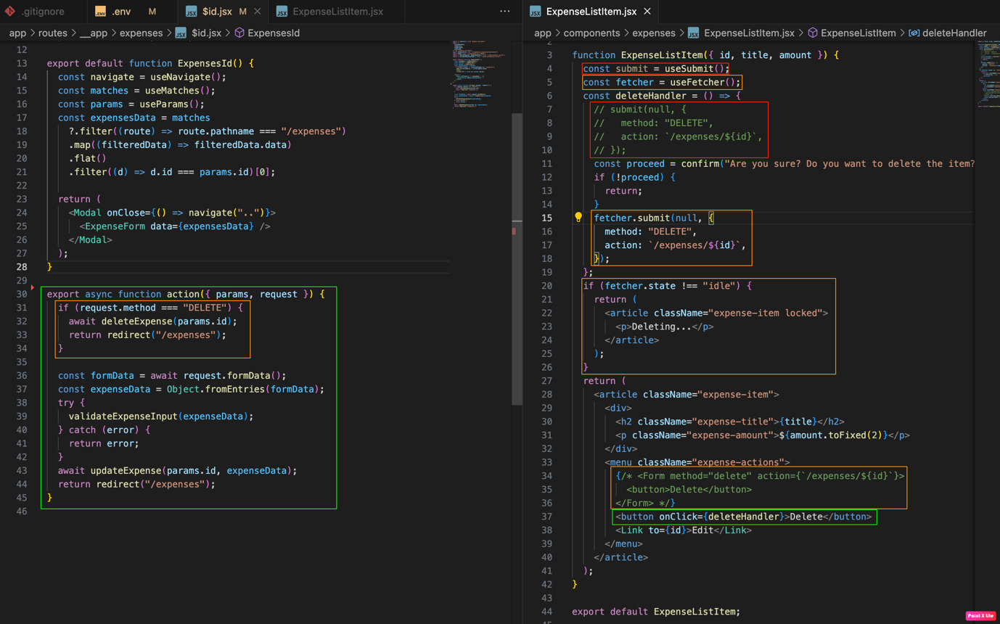 .gitignore
.env M
$id.jsx M
ExpenseListItem.jsx
app > routes > __app > expenses > $id.jsx > ExpensesId
12
13 export default function ExpensesId() {
14 const navigate = useNavigate();
15 const matches = useMatches();
16 const params = useParams();
17 const expensesData = matches
18 ?.filter((route) => route.pathname === "/expenses")
19 .map((filteredData) => filteredData.data)
20 .flat()
21 .filter((d) => d.id === params.id)[0];
22
23 return (
24 <Modal onClose={() => navigate("..")}>
25 <ExpenseForm data={expensesData} />
26 </Modal>
27 );
28 }
29
30 export async function action({ params, request }) {
31 if (request.method === "DELETE") {
32 await deleteExpense(params.id);
33 return redirect("/expenses");
34 }
35
36 const formData = await request.formData();
37 const expenseData = Object.fromEntries(formData);
38 try {
39 validateExpenseInput(expenseData);
40 } catch (error) {
41 return error;
42 }
43 await updateExpense(params.id, expenseData);
44 return redirect("/expenses");
45 }
46
ExpenseListItem.jsx
app > components > expenses > ExpenseListItem.jsx > ExpenseListItem > deleteHandler
2
3 function ExpenseListItem({ id, title, amount }) {
4 const submit = useSubmit();
5 const fetcher = useFetcher();
6 const deleteHandler = () => {
7 // submit(null, {
8 // method: "DELETE",
9 // action: `/expenses/${id}`,
10 // });
11 const proceed = confirm("Are you sure? Do you want to delete the item?
12 if (!proceed) {
13 return;
14 }
15 fetcher.submit(null, {
16 method: "DELETE",
17 action: `/expenses/${id}`,
18 });
19 };
20 if (fetcher.state !== "idle") {
21 return (
22 <article className="expense-item locked">
23 <p>Deleting...</p>
24 </article>
25 );
26 }
27 return (
28 <article className="expense-item">
29 <div>
30 <h2 className="expense-title">{title}</h2>
31 <p className="expense-amount">${amount.toFixed(2)}</p>
32 </div>
33 <menu className="expense-actions">
34 {/* <Form method="delete" action={`/expenses/${id}`}>
35 <button>Delete</button>
36 </Form> */}
37 <button onClick={deleteHandler}>Delete</button>
38 <Link to={id}>Edit</Link>
39 </menu>
40 </article>
41 );
42 }
43
44 export default ExpenseListItem;
Paint X Lite